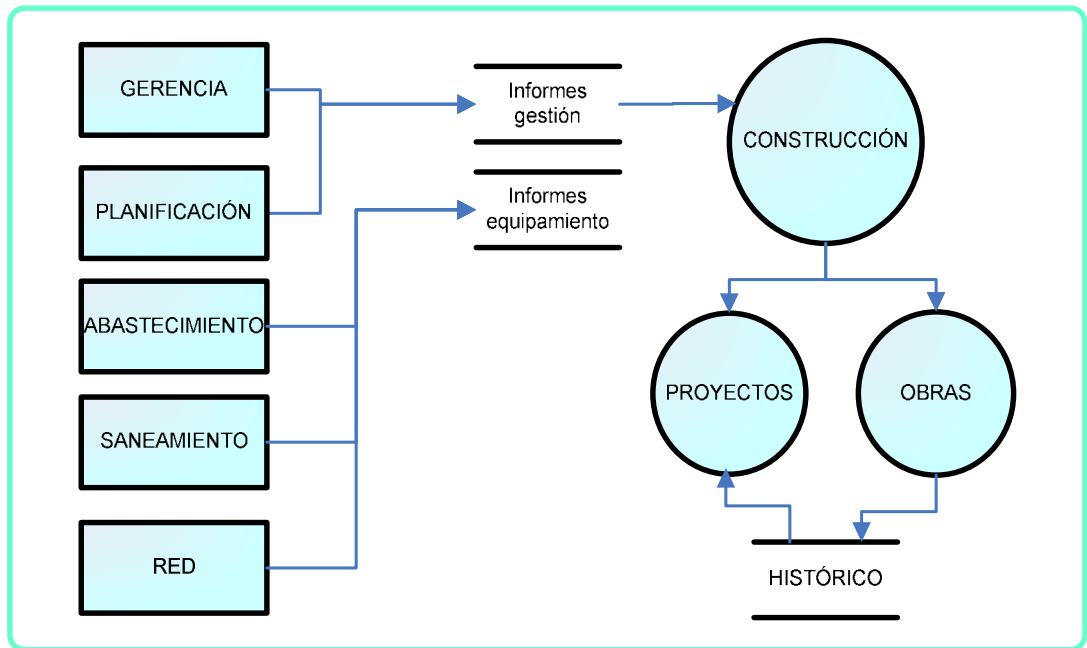 GERENCIA
PLANIFICACIÓN
ABASTECIMIENTO
SANEAMIENTO
RED
Informes
gestión
Informes
equipamiento
CONSTRUCCIÓN
PROYECTOS
OBRAS
HISTÓRICO